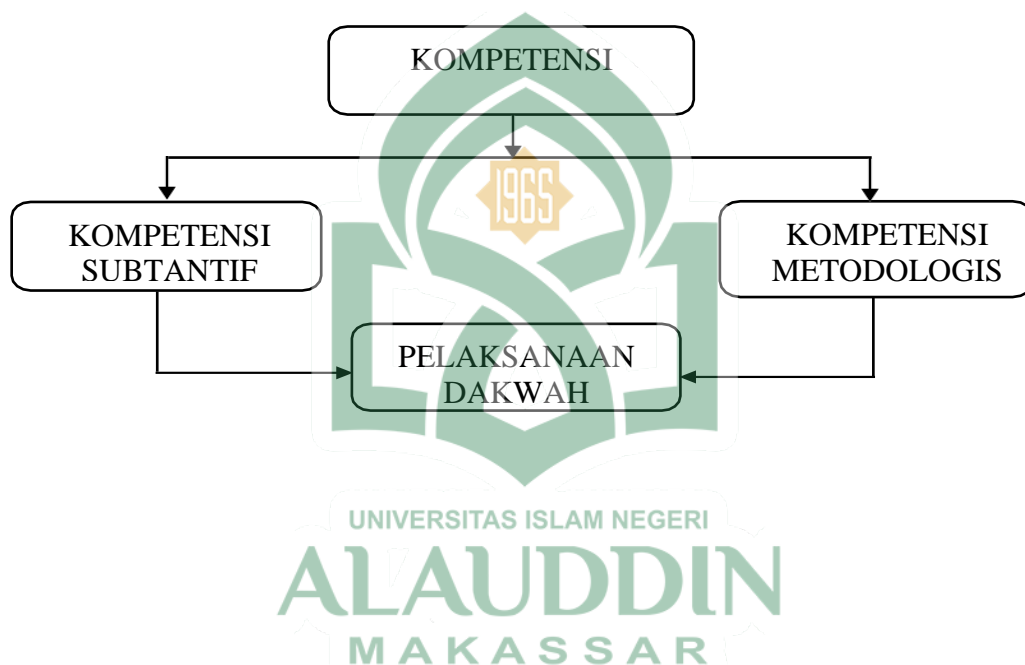 KOMPETENSI
1965
KOMPETENSI
SUBTANTIF
KOMPETENSI
METODOLOGIS
PELAKSANAAN
DAKWAH
UNIVERSITAS ISLAM NEGERI
ALAUDDIN
MAKASSAR